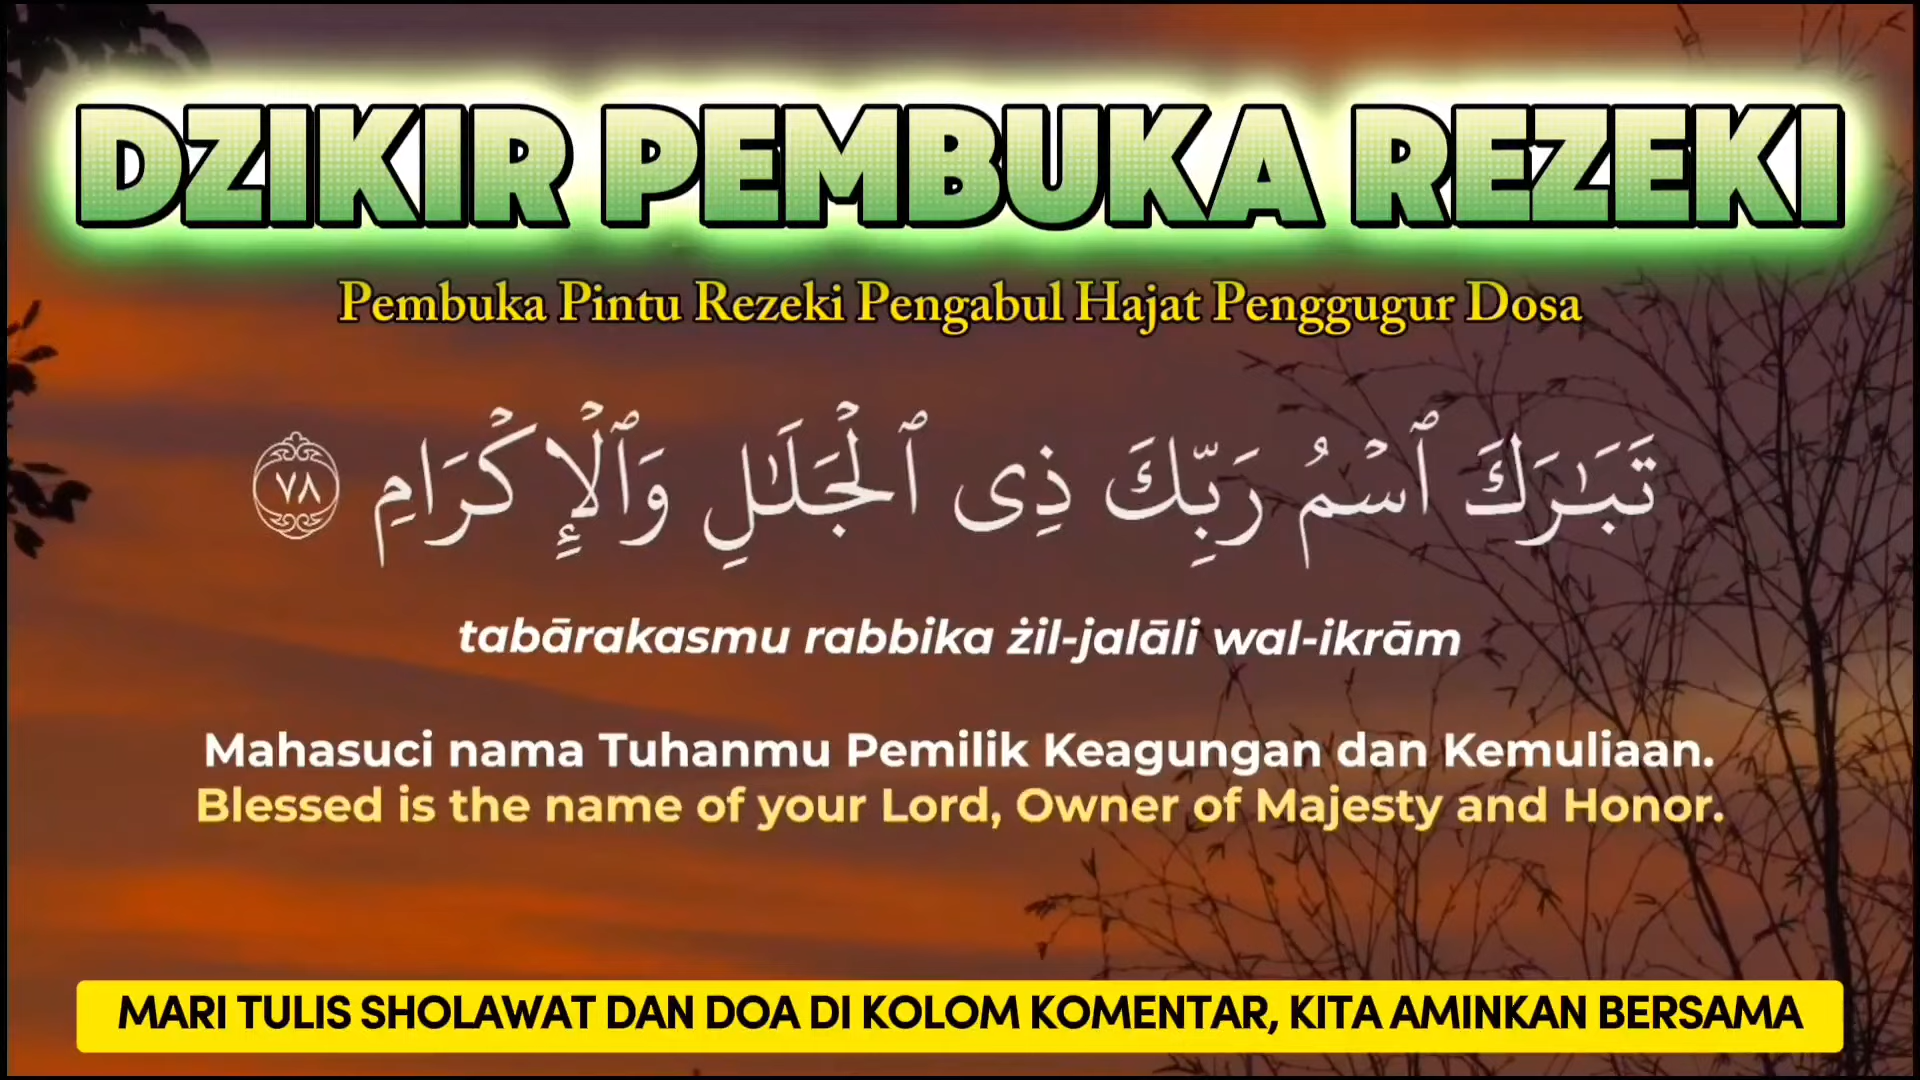 DZIKIR PEMBUKA REZEKI
Pembuka Pintu Rezeki Pengabul Hajat Penggugur Dosa
تَبَـٰرَكَ ٱسْمُ رَبِّكَ ذِى ٱلْجَلَـٰلِ وَٱلْإِكْرَامِ ٧٨
tabārakasmu rabbika żil-jalāli wal-ikrām
Mahasuci nama Tuhanmu Pemilik Keagungan dan Kemuliaan.
Blessed is the name of your Lord, Owner of Majesty and Honor.
MARI TULIS SHOLAWAT DAN DOA DI KOLOM KOMENTAR, KITA AMINKAN BERSAMA